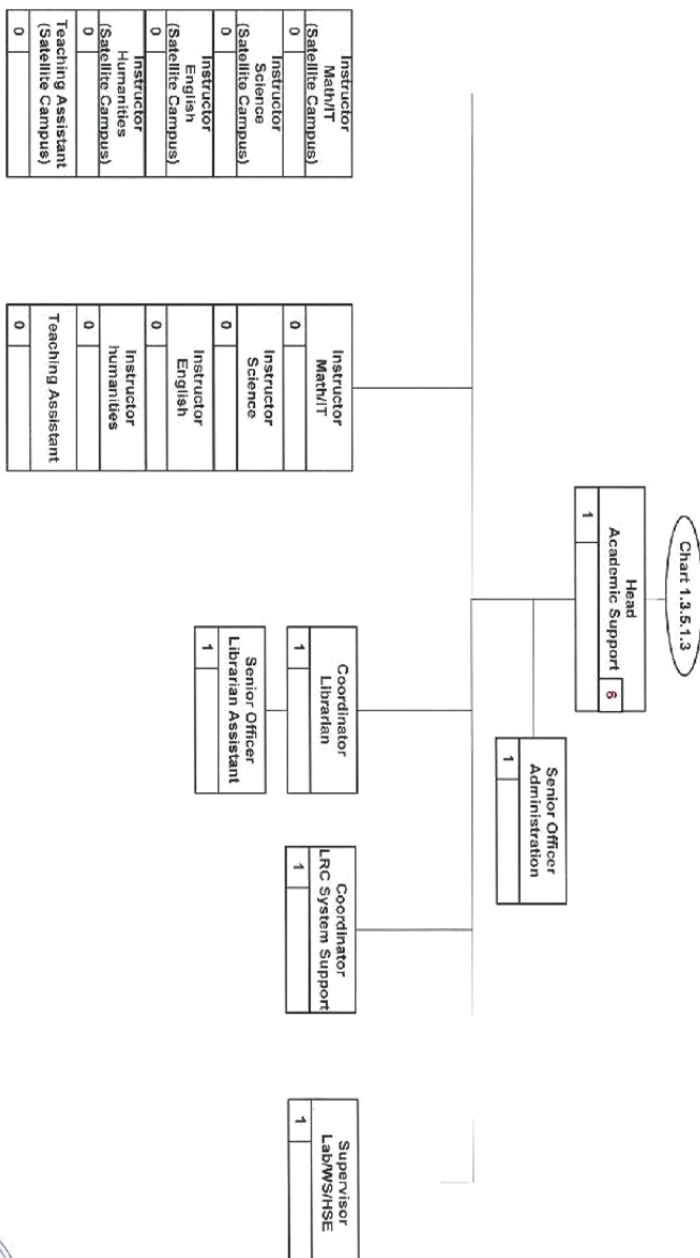 Chart 1.3.5.1.3
Head
Academic Support
6
1
Senior Officer
Administration
1
Instructor
Math/IT
(Satellite Campus)
0
Instructor
Science
(Satellite Campus)
0
Instructor
English
(Satellite Campus)
0
Instructor
Humanities
(Satellite Campus)
0
Teaching Assistant
(Satellite Campus)
0
Instructor
Math/IT
0
Instructor
Science
0
Instructor
English
0
Instructor
humanities
0
Teaching Assistant
0
Coordinator
Librarian
1
Senior Officer
Librarian Assistant
1
Coordinator
LRC System Support
1
Supervisor
Lab/WS/HSE
1